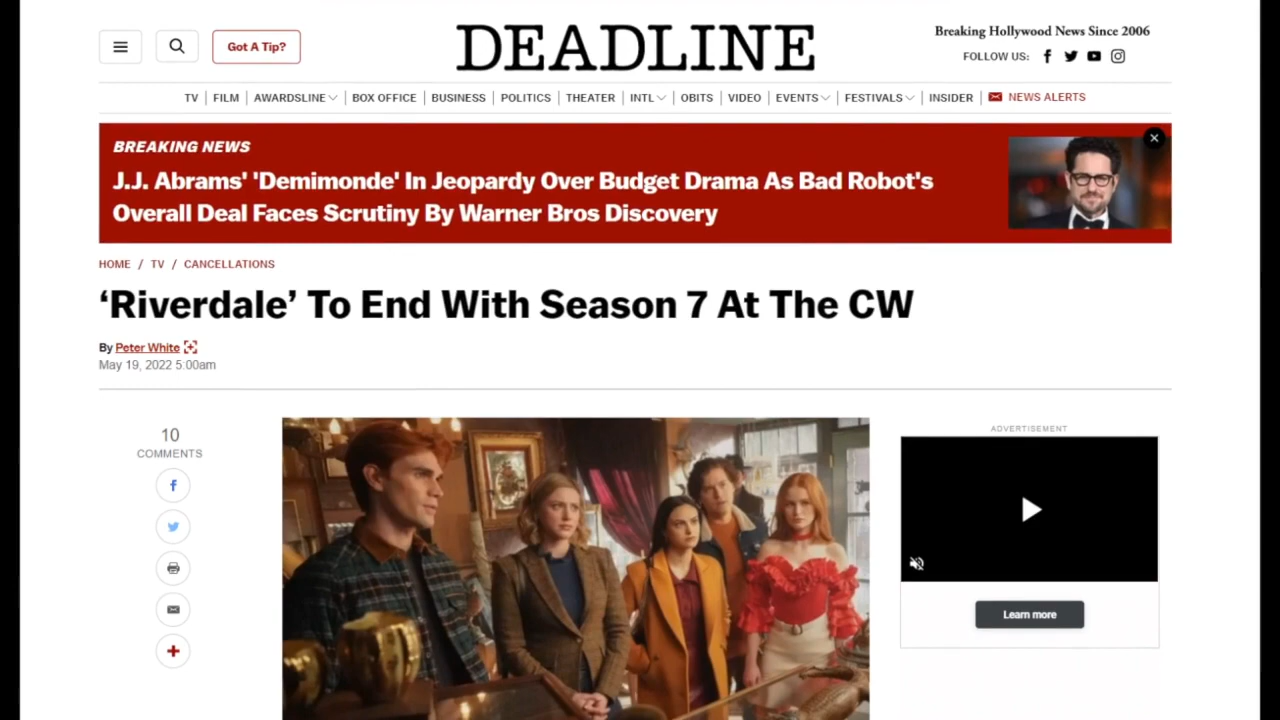 Got A Tip?
DEADLINE
Breaking Hollywood News Since 2006
FOLLOW US:
TV | FILM | AWARDSLINE | BOX OFFICE | BUSINESS | POLITICS | THEATER | INTL | OBITS | VIDEO | EVENTS | FESTIVALS | INSIDER | NEWS ALERTS
BREAKING NEWS
J.J. Abrams' 'Demimonde' In Jeopardy Over Budget Drama As Bad Robot's
Overall Deal Faces Scrutiny By Warner Bros Discovery
HOME / TV / CANCELLATIONS
‘Riverdale’ To End With Season 7 At The CW
By Peter White
May 19, 2022 5:00am
10
COMMENTS
ADVERTISEMENT
Learn more